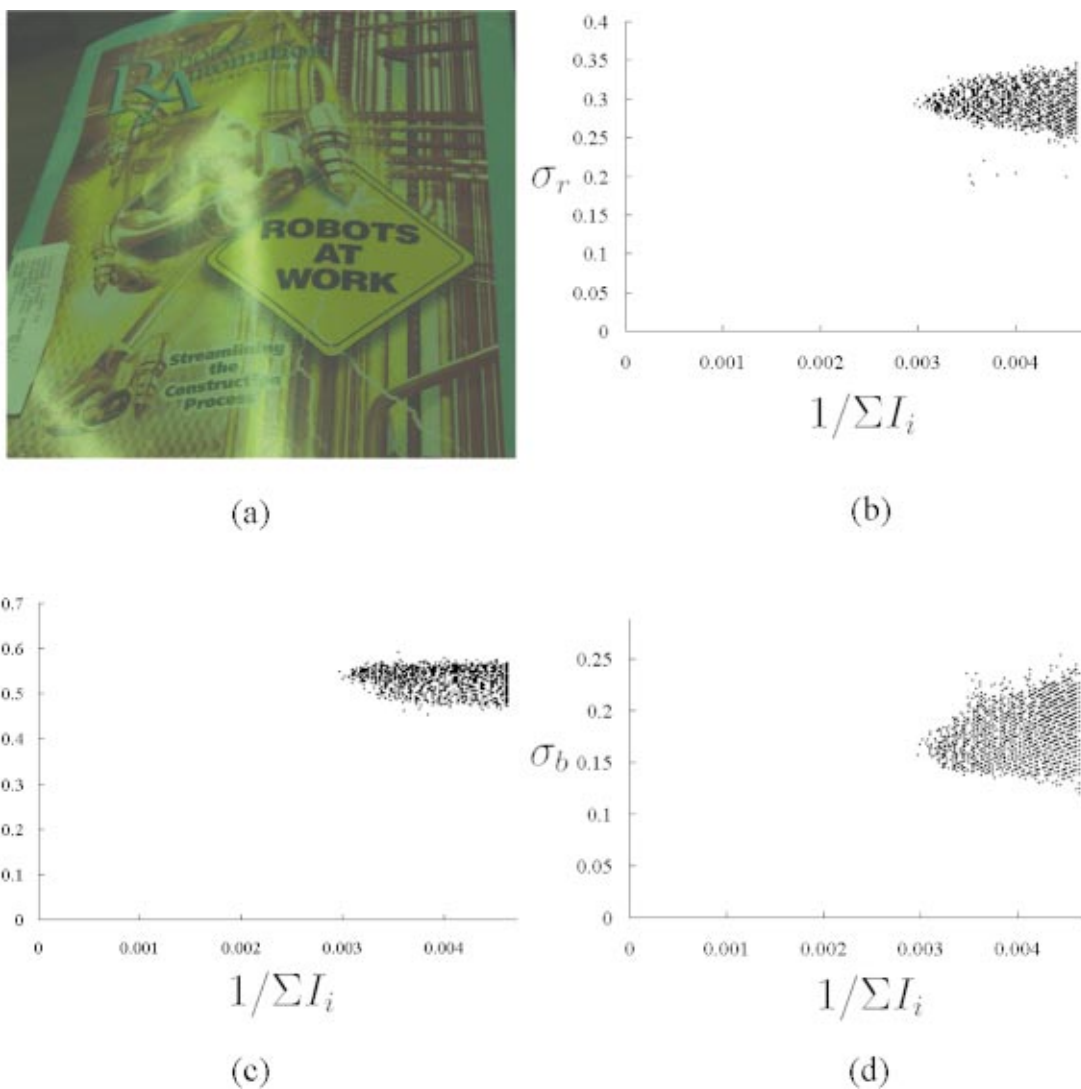 RA
ROBOTS
AT
WORK
Streamlining
the
Construction
Process
(a)
0.4
0.35
0.3
0.25
σr 0.2
0.15
0.1
0.05
0
0 0.001 0.002 0.003 0.004
1/ΣIi
(b)
0.7
0.6
0.5
0.4
0.3
0.2
0.1
0
0 0.001 0.002 0.003 0.004
1/ΣIi
(c)
0.25
0.2
σb 0.15
0.1
0.05
0
0 0.001 0.002 0.003 0.004
1/ΣIi
(d)